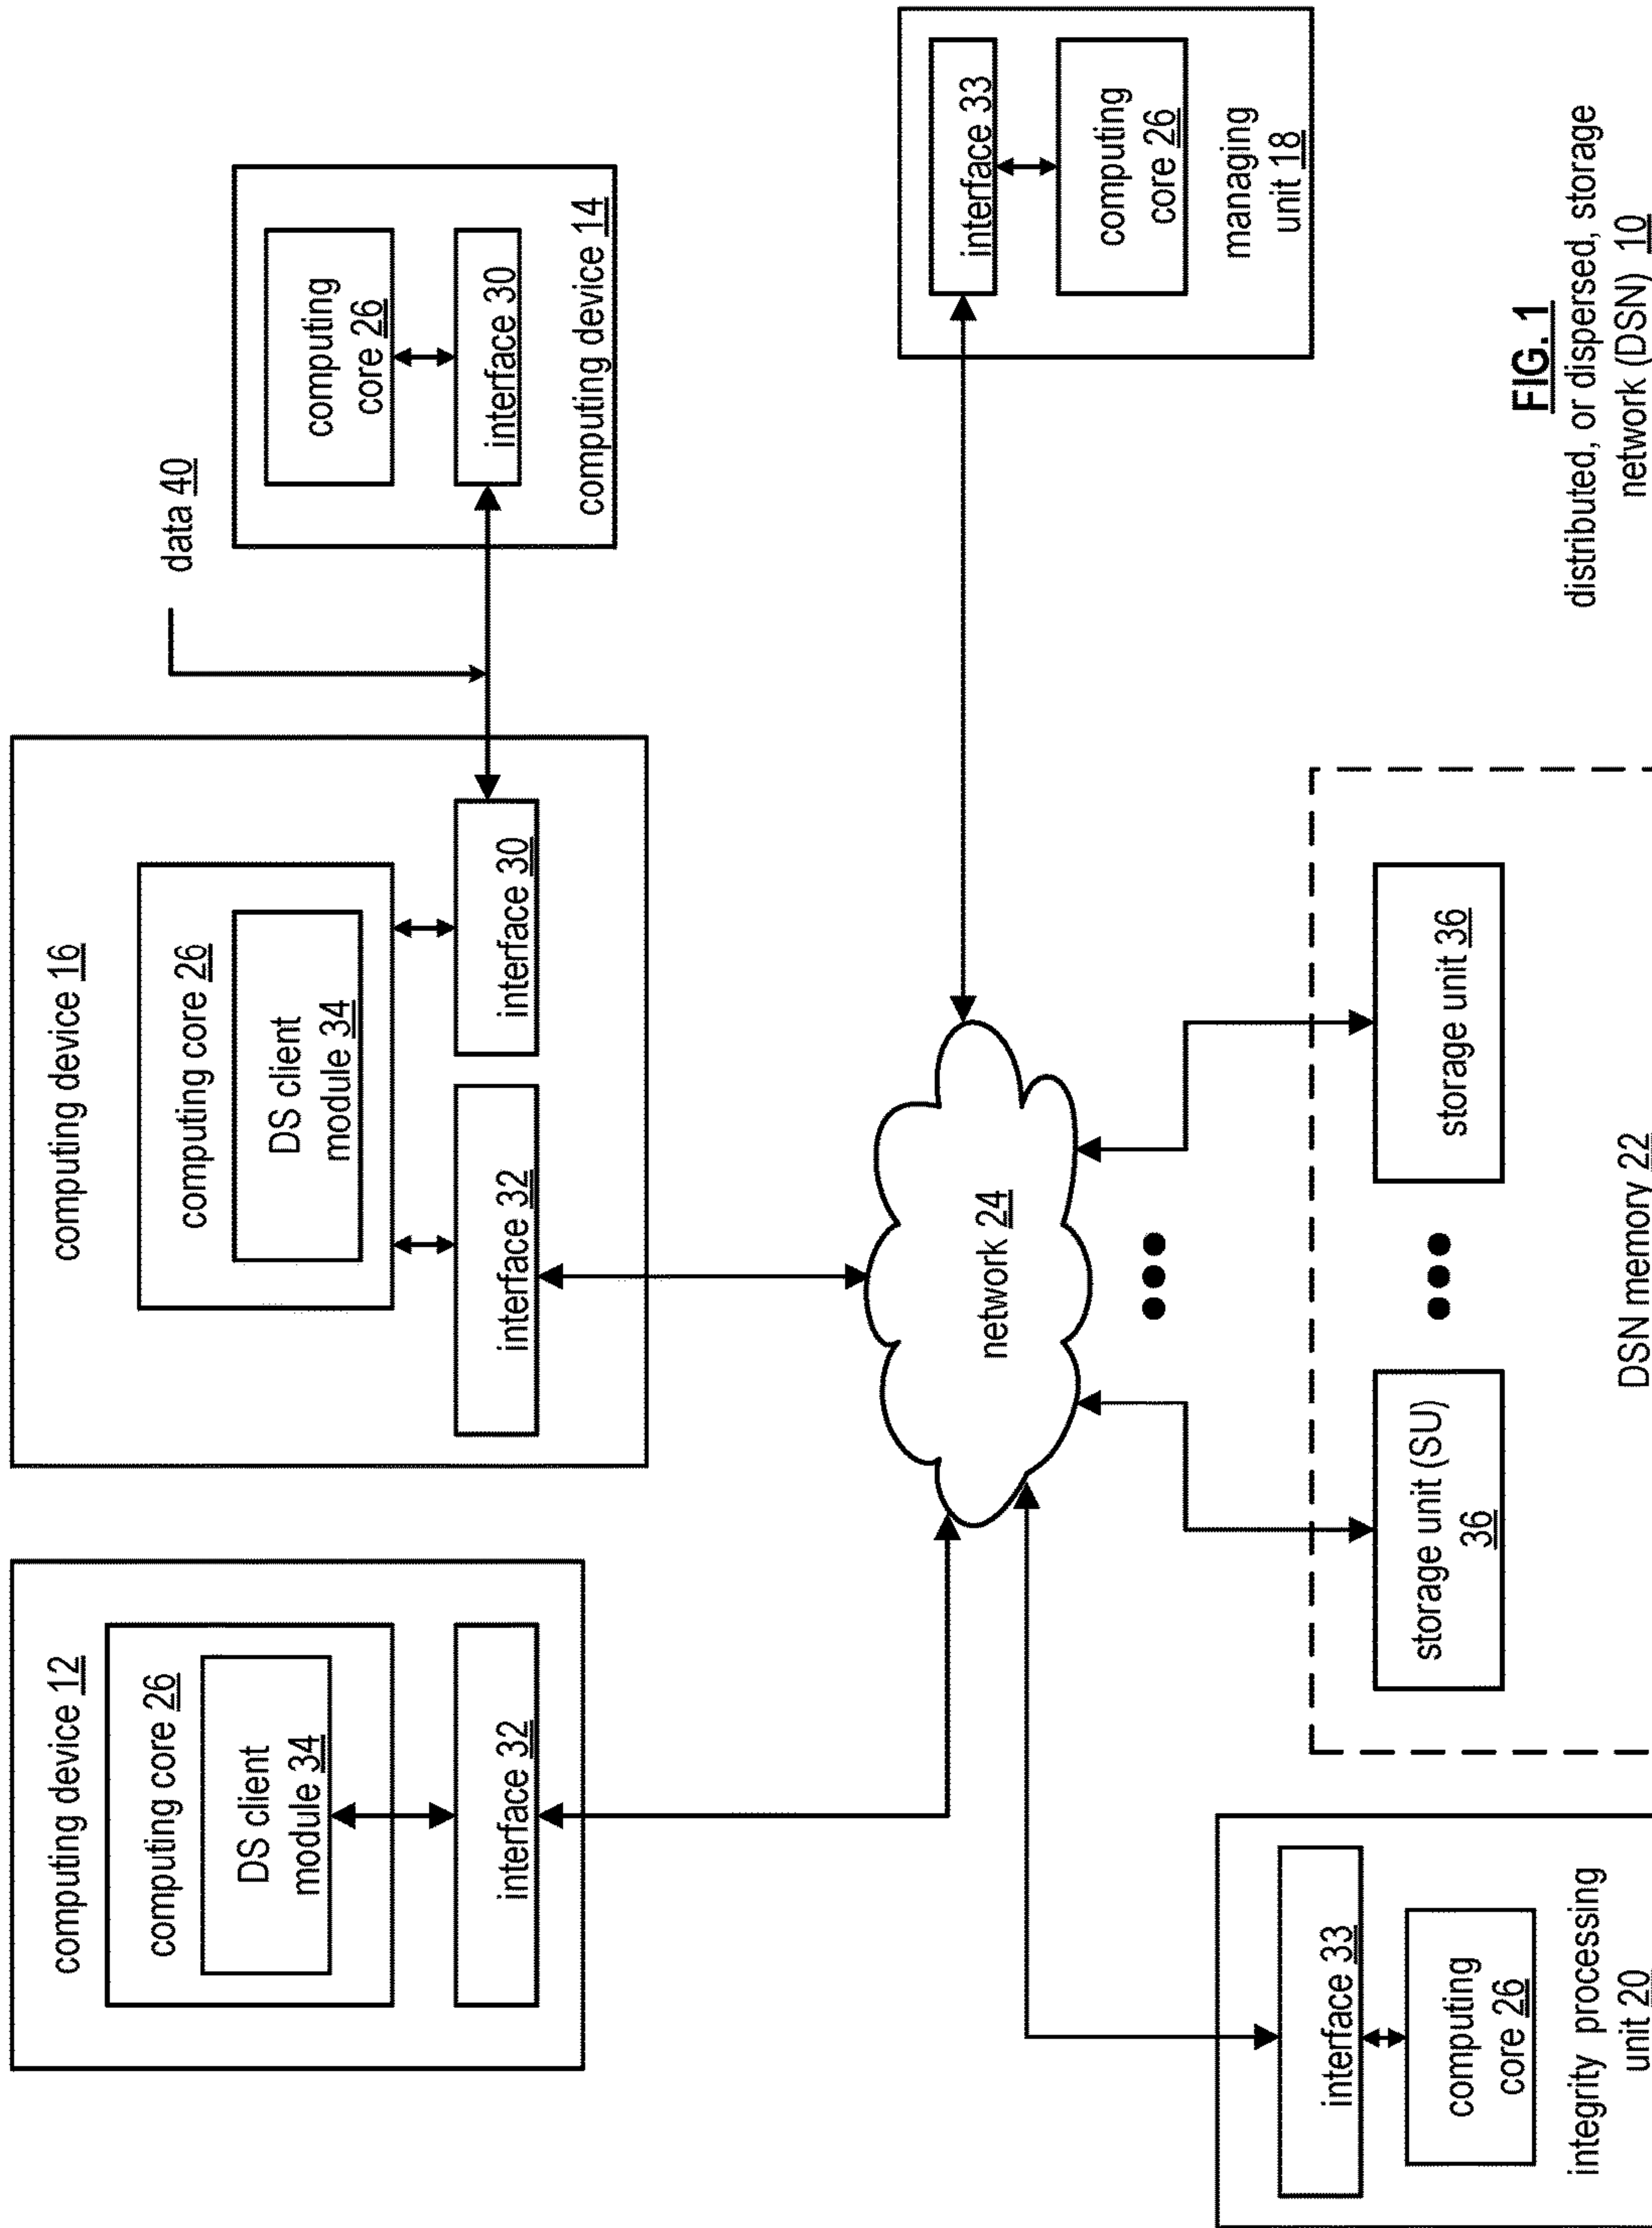 computing device 12
computing core 26
DS client
module 34
interface 32
computing device 16
computing core 26
DS client
module 34
interface 32
interface 30
data 40
computing
core 26
interface 30
computing device 14
network 24
interface 33
computing
core 26
managing
unit 18
interface 33
computing
core 26
integrity processing
unit 20
storage unit (SU)
36
storage unit 36
DSN memory 22
FIG. 1
distributed, or dispersed, storage
network (DSN) 10